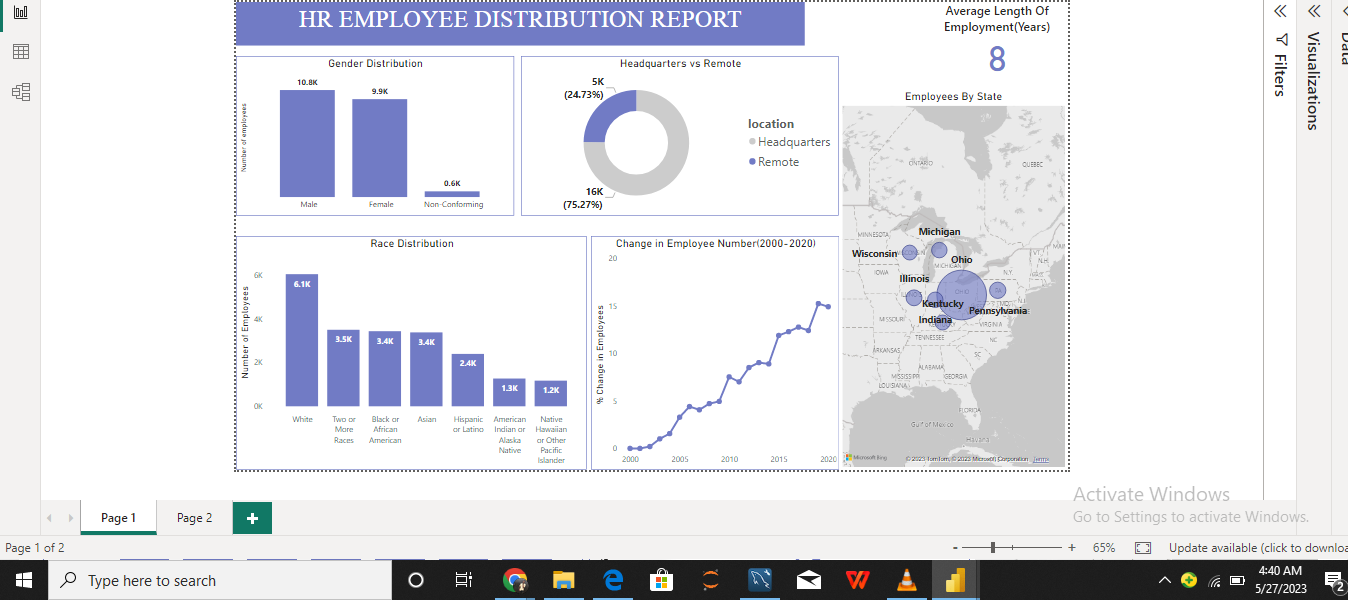 HR EMPLOYEE DISTRIBUTION REPORT
Average Length Of
Employment(Years)
8
Gender Distribution
Number of employees
10.8K
9.9K
0.6K
Male
Female
Non-Conforming
Headquarters vs Remote
5K
(24.73%)
16K
(75.27%)
location
Headquarters
Remote
Employees By State
ONTARIO
QUEBEC
MINNESOTA
Michigan
Wisconsin
MICHIGAN
Ohio
IOWA
N.Y.
N.H.
Illinois
OHIO
PA
Kentucky
Pennsylvania
Indiana
MISSOURI
VIRGINIA
TENNESSEE
NC
ARKANSAS
SC
ALABAMA
MISSISSIPPI
GEORGIA
LOUISIANA
FLORIDA
Gulf of Mexico
Havana
Microsoft Bing
© 2023 TomTom, © 2023 Microsoft Corporation Terms
Race Distribution
Number of Employees
6K
4K
2K
0K
6.1K
3.5K
3.4K
3.4K
2.4K
1.3K
1.2K
White
Two or
More
Races
Black or
African
American
Asian
Hispanic
or Latino
American
Indian or
Alaska
Native
Native
Hawaiian
or Other
Pacific
Islander
Change in Employee Number(2000-2020)
% Change in Employees
20
15
10
5
0
2000
2005
2010
2015
2020
Filters
Visualizations
Data
Activate Windows
Go to Settings to activate Windows.
Page 1
Page 2
+
Page 1 of 2
- + 65%
Update available (click to downloa
Type here to search
4:40 AM
5/27/2023
2